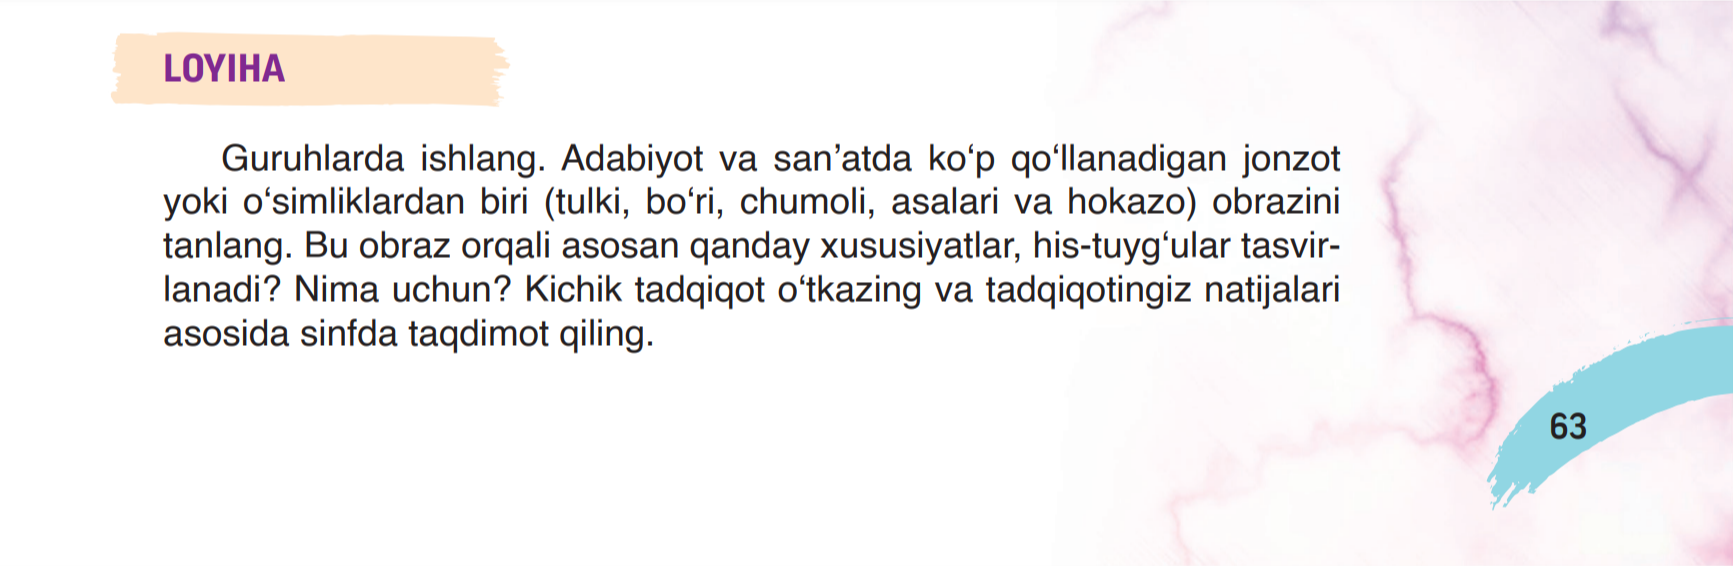 LOYIHA
Guruhlarda ishlang. Adabiyot va san’atda ko‘p qo‘llanadigan jonzot
yoki o‘simliklardan biri (tulki, bo‘ri, chumoli, asalari va hokazo) obrazini
tanlang. Bu obraz orqali asosan qanday xususiyatlar, his-tuyg‘ular tasvir-
lanadi? Nima uchun? Kichik tadqiqot o‘tkazing va tadqiqotingiz natijalari
asosida sinfda taqdimot qiling.
63